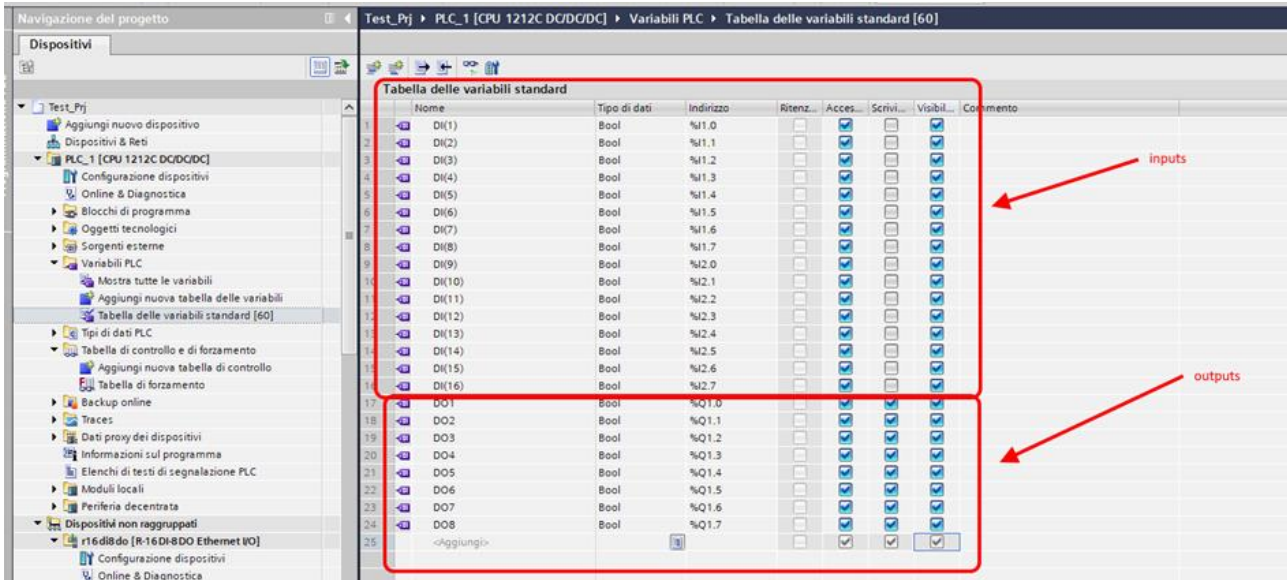 Navigazione del progetto
Test_Prj ▸ PLC_1 [CPU 1212C DC/DC/DC] ▸ Variabili PLC ▸ Tabella delle variabili standard [60]
Dispositivi
Test_Prj
Aggiungi nuovo dispositivo
Dispositivi & Reti
PLC_1 [CPU 1212C DC/DC/DC]
Configurazione dispositivi
Online & Diagnostica
Blocchi di programma
Oggetti tecnologici
Sorgenti esterne
Variabili PLC
Mostra tutte le variabili
Aggiungi nuova tabella delle variabili
Tabella delle variabili standard [60]
Tipi di dati PLC
Tabella di controllo e di forzamento
Aggiungi nuova tabella di controllo
Tabella di forzamento
Backup online
Traces
Dati proxy dei dispositivi
Informazioni sul programma
Elenchi di testi di segnalazione PLC
Moduli locali
Periferia decentrata
Dispositivi non raggruppati
r16di8do [R-16DI-8DO Ethernet I/O]
Configurazione dispositivi
Online & Diagnostica
Tabella delle variabili standard
Nome Tipo di dati Indirizzo Ritenz... Acces... Scrivi... Visibil... Commento
1 DI(1) Bool %I1.0
2 DI(2) Bool %I1.1
3 DI(3) Bool %I1.2
4 DI(4) Bool %I1.3
5 DI(5) Bool %I1.4
6 DI(6) Bool %I1.5
7 DI(7) Bool %I1.6
8 DI(8) Bool %I1.7
9 DI(9) Bool %I2.0
10 DI(10) Bool %I2.1
11 DI(11) Bool %I2.2
12 DI(12) Bool %I2.3
13 DI(13) Bool %I2.4
14 DI(14) Bool %I2.5
15 DI(15) Bool %I2.6
16 DI(16) Bool %I2.7
17 DO1 Bool %Q1.0
18 DO2 Bool %Q1.1
19 DO3 Bool %Q1.2
20 DO4 Bool %Q1.3
21 DO5 Bool %Q1.4
22 DO6 Bool %Q1.5
23 DO7 Bool %Q1.6
24 DO8 Bool %Q1.7
25 <Aggiungi>
inputs
outputs